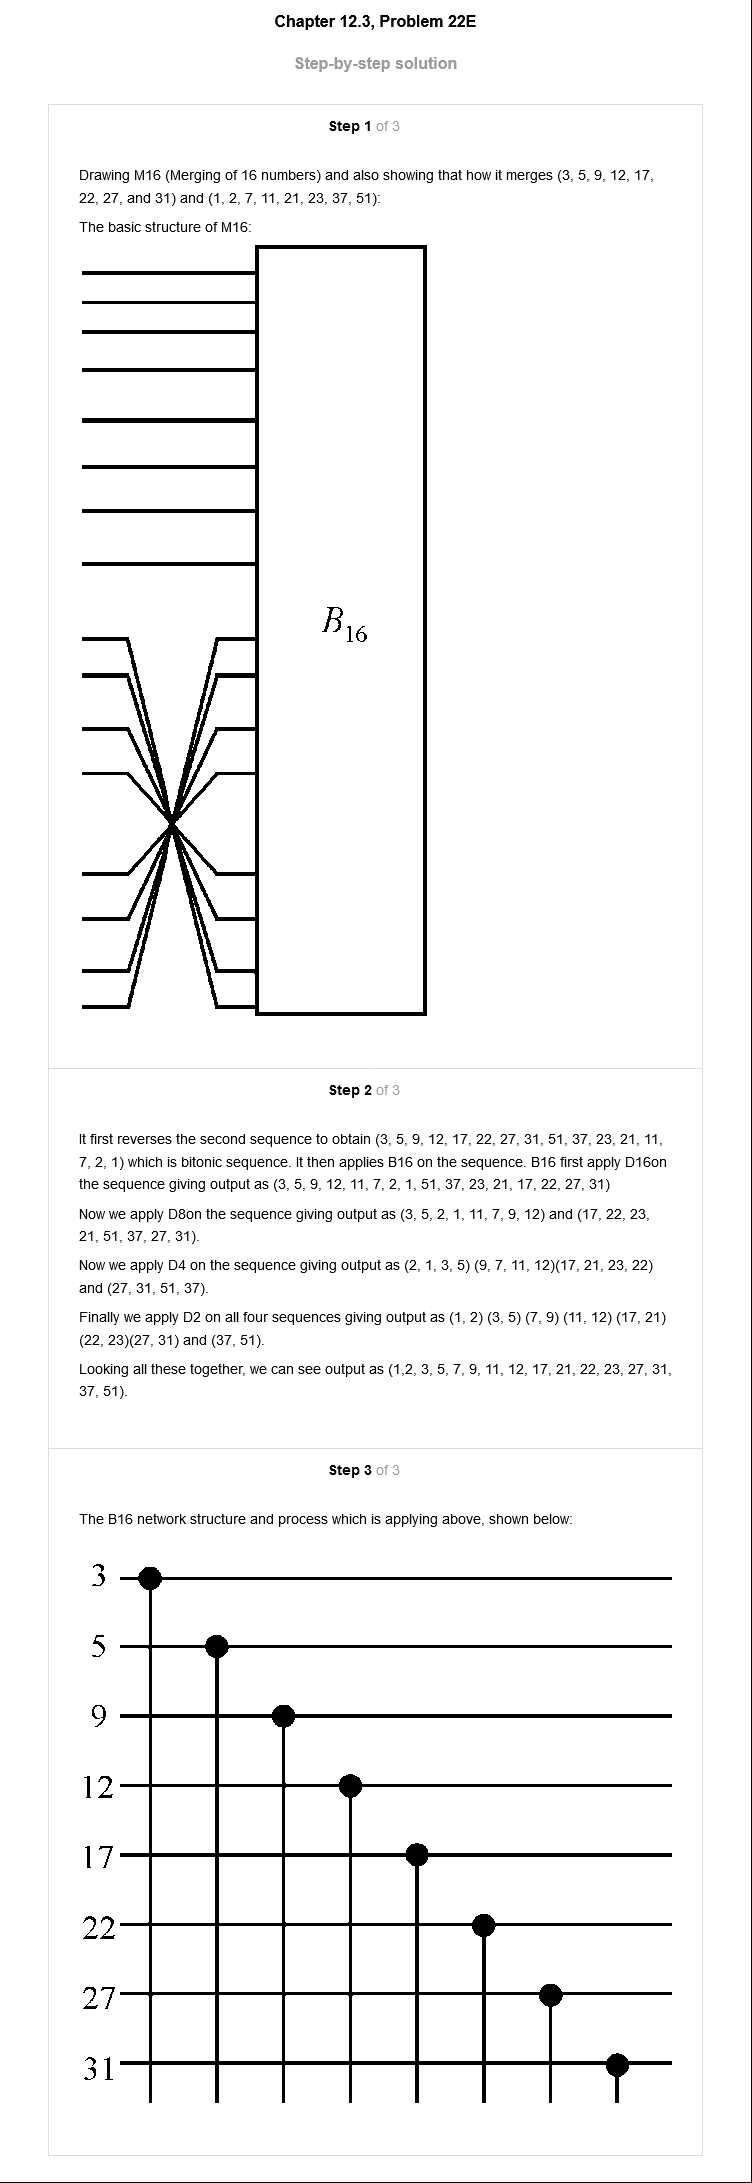 Chapter 12.3, Problem 22E
Step-by-step solution
Step 1 of 3
Drawing M16 (Merging of 16 numbers) and also showing that how it merges (3, 5, 9, 12, 17,
22, 27, and 31) and (1, 2, 7, 11, 21, 23, 37, 51):
The basic structure of M16:
B16
Step 2 of 3
It first reverses the second sequence to obtain (3, 5, 9, 12, 17, 22, 27, 31, 51, 37, 23, 21, 11,
7, 2, 1) which is bitonic sequence. It then applies B16 on the sequence. B16 first apply D16on
the sequence giving output as (3, 5, 9, 12, 11, 7, 2, 1, 51, 37, 23, 21, 17, 22, 27, 31)
Now we apply D8on the sequence giving output as (3, 5, 2, 1, 11, 7, 9, 12) and (17, 22, 23,
21, 51, 37, 27, 31).
Now we apply D4 on the sequence giving output as (2, 1, 3, 5) (9, 7, 11, 12)(17, 21, 23, 22)
and (27, 31, 51, 37).
Finally we apply D2 on all four sequences giving output as (1, 2) (3, 5) (7, 9) (11, 12) (17, 21)
(22, 23)(27, 31) and (37, 51).
Looking all these together, we can see output as (1,2, 3, 5, 7, 9, 11, 12, 17, 21, 22, 23, 27, 31,
37, 51).
Step 3 of 3
The B16 network structure and process which is applying above, shown below:
3
5
9
12
17
22
27
31